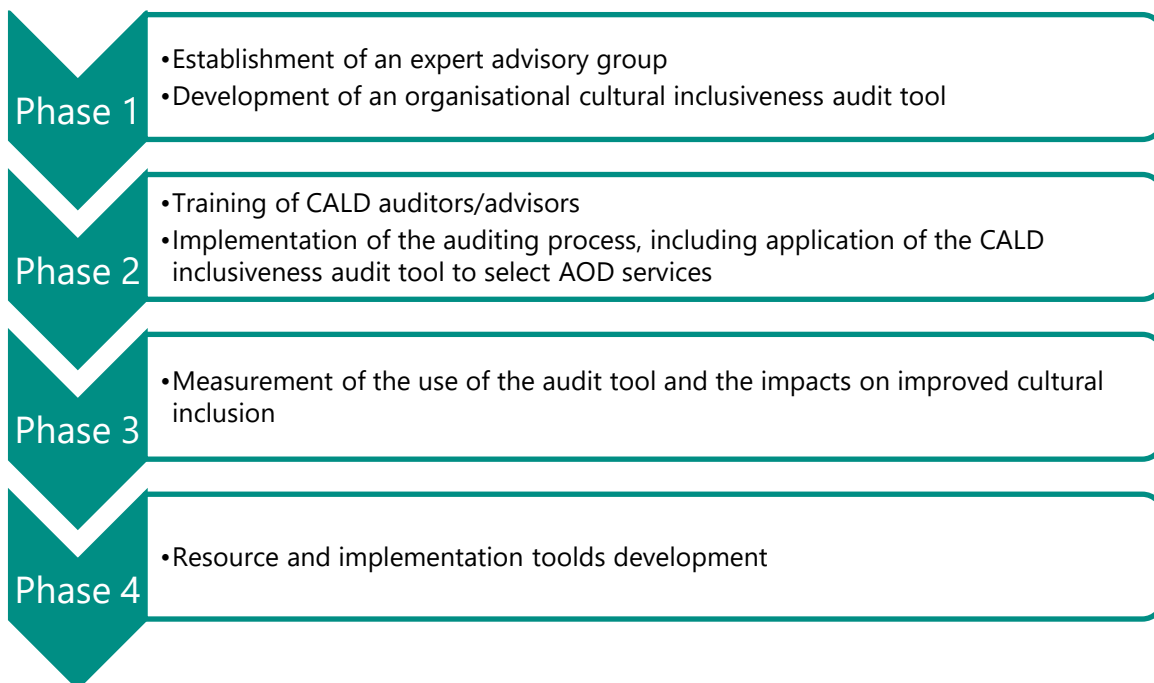 Phase 1
•Establishment of an expert advisory group
•Development of an organisational cultural inclusiveness audit tool
Phase 2
•Training of CALD auditors/advisors
•Implementation of the auditing process, including application of the CALD
inclusiveness audit tool to select AOD services
Phase 3
•Measurement of the use of the audit tool and the impacts on improved cultural
inclusion
Phase 4
•Resource and implementation toolds development